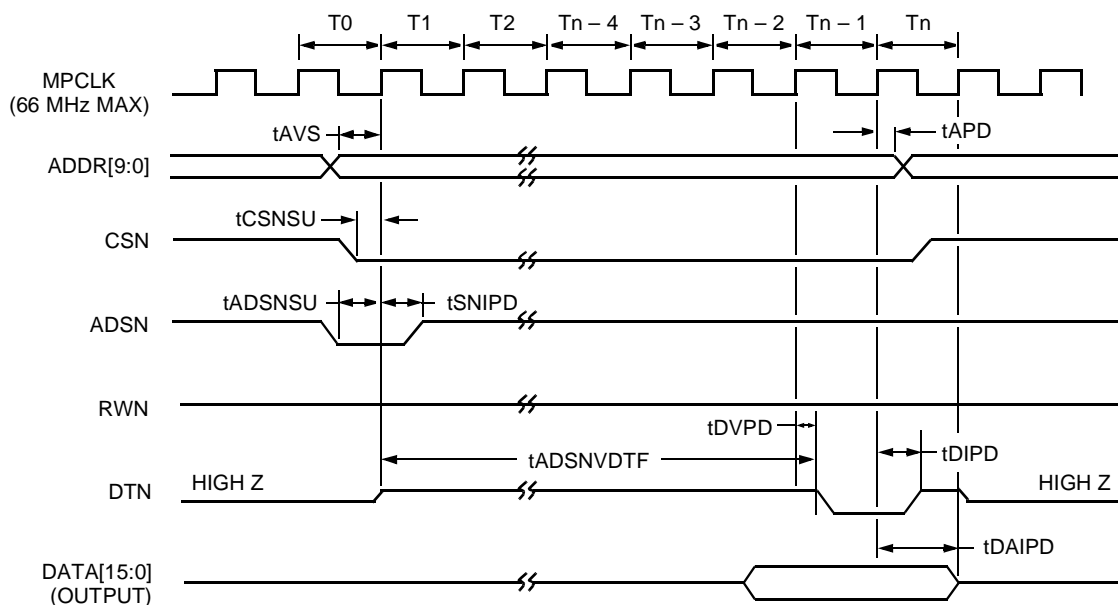 T0 T1 T2 Tn – 4 Tn – 3 Tn – 2 Tn – 1 Tn
MPCLK
(66 MHz MAX)
tAVS tAPD
ADDR[9:0]
tCSNSU
CSN
tADSNSU tSNIPD
ADSN
RWN
tDVPD
tADSNVDTF tDIPD
DTN HIGH Z HIGH Z
tDAIPD
DATA[15:0]
(OUTPUT)